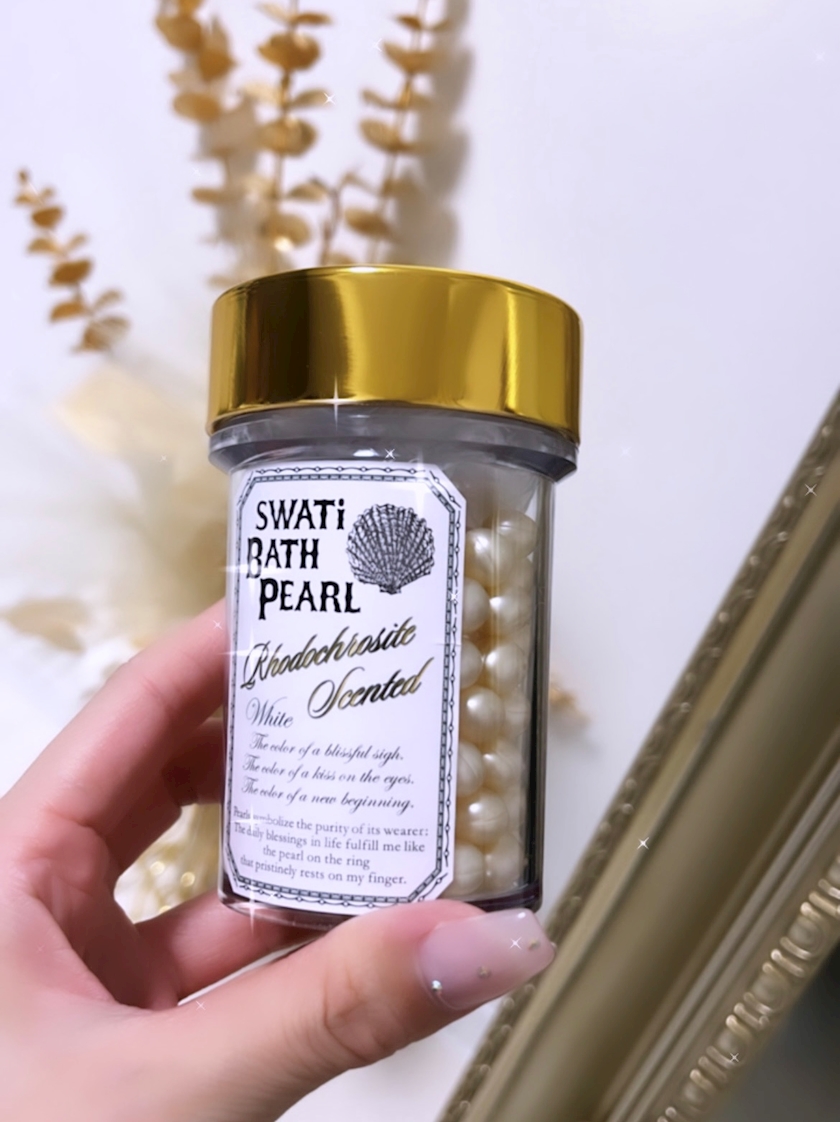 SWATi
BATH
PEARL
Rhodochrosite
Scented
White
The color of a blissful sigh.
The color of a kiss on the eyes.
The color of a new beginning.
Pearls symbolize the purity of its wearer:
The daily blessings in life fulfill me like
the pearl on the ring
that pristinely rests on my finger.